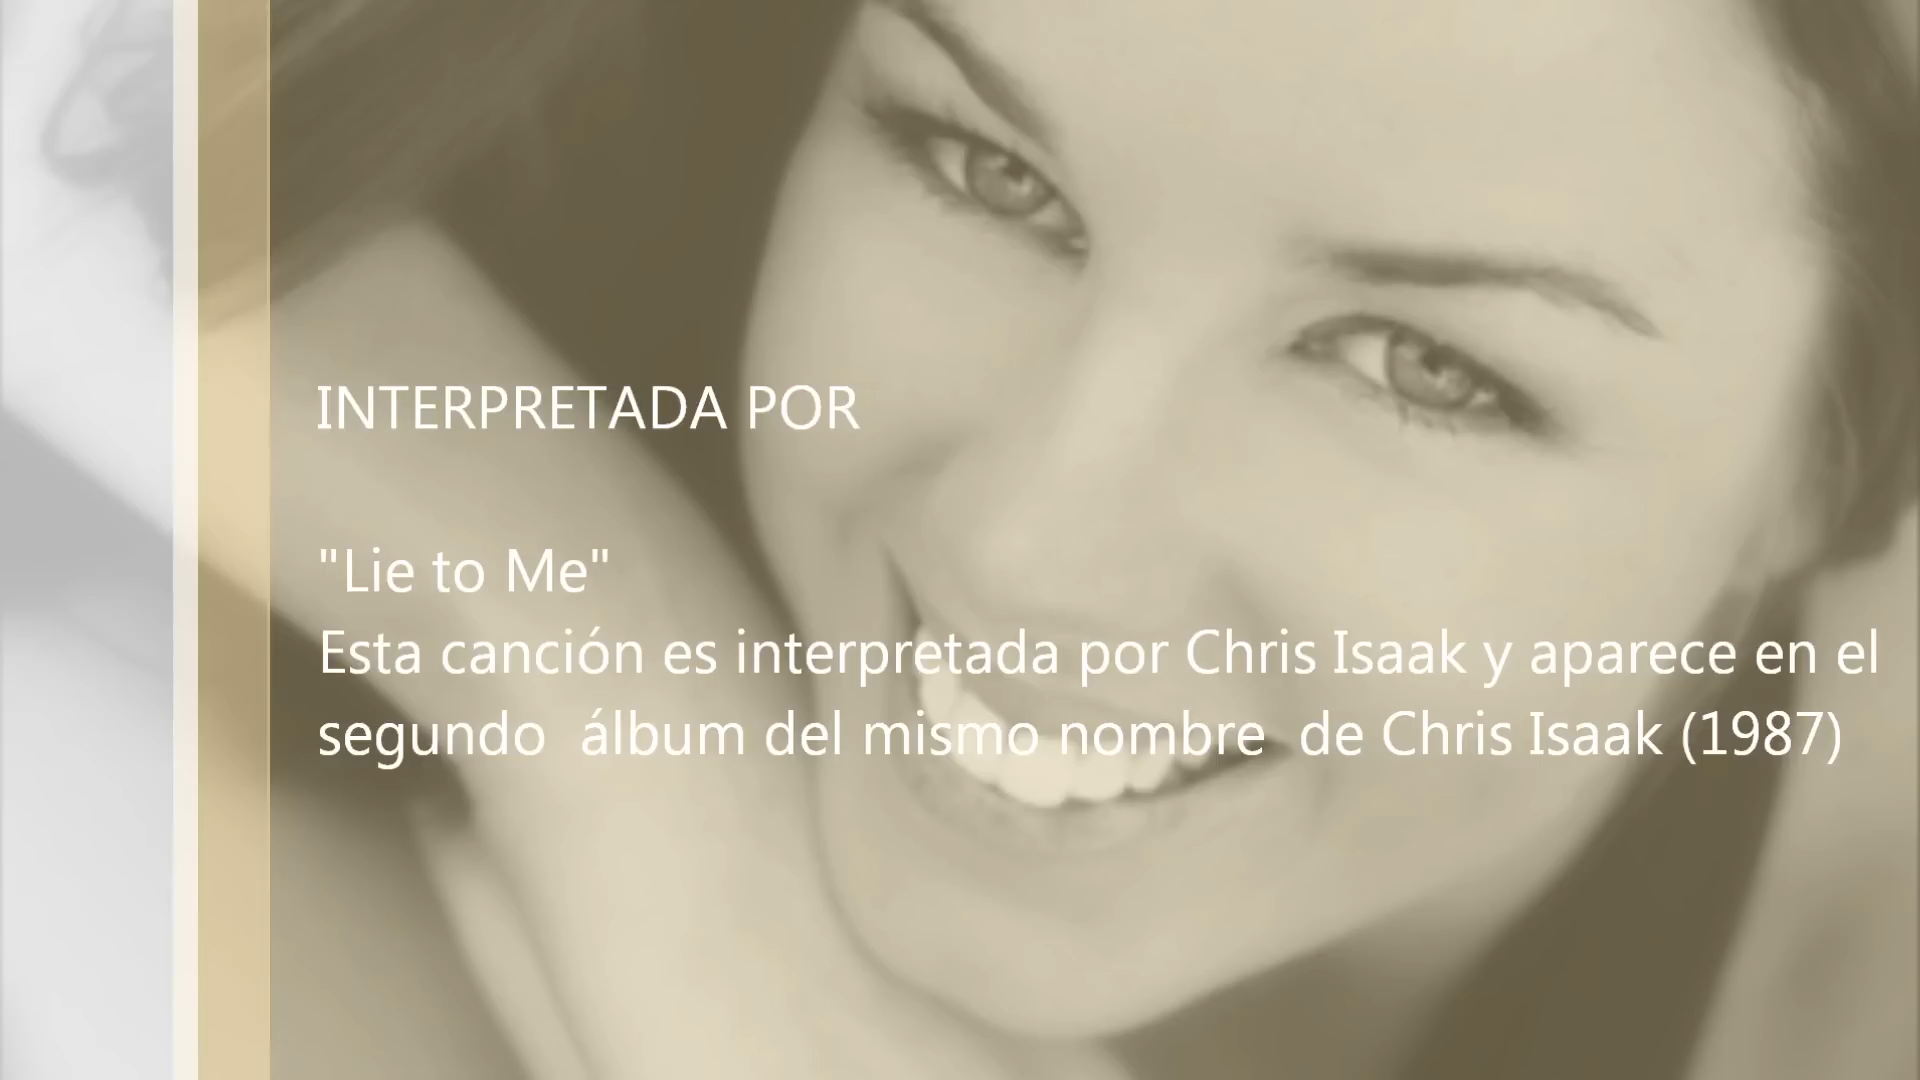 INTERPRETADA POR
"Lie to Me"
Esta canción es interpretada por Chris Isaak y aparece en el
segundo  álbum del mismo nombre  de Chris Isaak (1987)